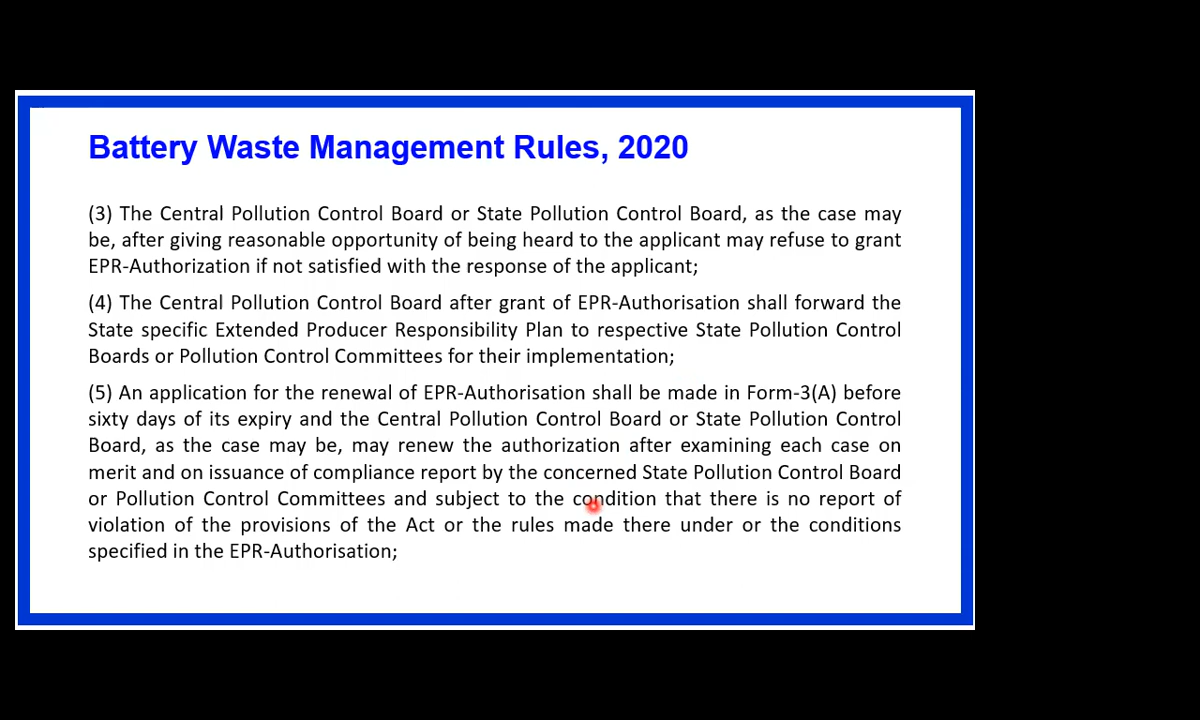 Battery Waste Management Rules, 2020
(3) The Central Pollution Control Board or State Pollution Control Board, as the case may
be, after giving reasonable opportunity of being heard to the applicant may refuse to grant
EPR-Authorization if not satisfied with the response of the applicant;
(4) The Central Pollution Control Board after grant of EPR-Authorisation shall forward the
State specific Extended Producer Responsibility Plan to respective State Pollution Control
Boards or Pollution Control Committees for their implementation;
(5) An application for the renewal of EPR-Authorisation shall be made in Form-3(A) before
sixty days of its expiry and the Central Pollution Control Board or State Pollution Control
Board, as the case may be, may renew the authorization after examining each case on
merit and on issuance of compliance report by the concerned State Pollution Control Board
or Pollution Control Committees and subject to the condition that there is no report of
violation of the provisions of the Act or the rules made there under or the conditions
specified in the EPR-Authorisation;